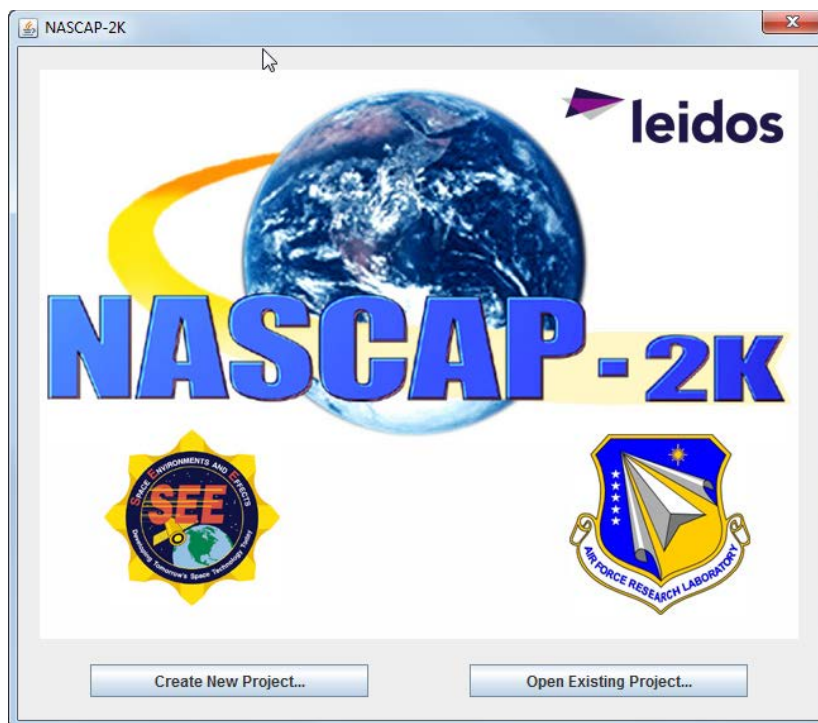 NASCAP-2K
leidos
NASCAP - 2K
SPACE ENVIRONMENTS AND EFFECTS
SEE
Developing Tomorrow's Space Technology Today
AIR FORCE RESEARCH LABORATORY
Create New Project...
Open Existing Project...